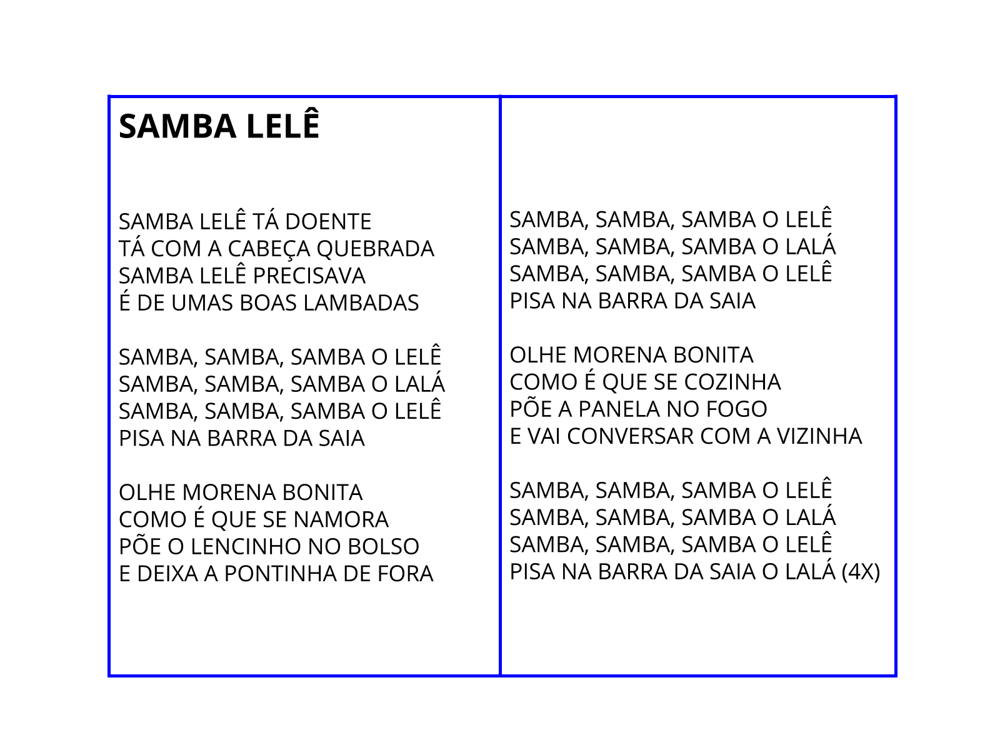 SAMBA LELÊ
SAMBA LELÊ TÁ DOENTE
TÁ COM A CABEÇA QUEBRADA
SAMBA LELÊ PRECISAVA
É DE UMAS BOAS LAMBADAS
SAMBA, SAMBA, SAMBA O LELÊ
SAMBA, SAMBA, SAMBA O LALÁ
SAMBA, SAMBA, SAMBA O LELÊ
PISA NA BARRA DA SAIA
OLHE MORENA BONITA
COMO É QUE SE NAMORA
PÕE O LENCINHO NO BOLSO
E DEIXA A PONTINHA DE FORA
SAMBA, SAMBA, SAMBA O LELÊ
SAMBA, SAMBA, SAMBA O LALÁ
SAMBA, SAMBA, SAMBA O LELÊ
PISA NA BARRA DA SAIA
OLHE MORENA BONITA
COMO É QUE SE COZINHA
PÕE A PANELA NO FOGO
E VAI CONVERSAR COM A VIZINHA
SAMBA, SAMBA, SAMBA O LELÊ
SAMBA, SAMBA, SAMBA O LALÁ
SAMBA, SAMBA, SAMBA O LELÊ
PISA NA BARRA DA SAIA O LALÁ (4X)